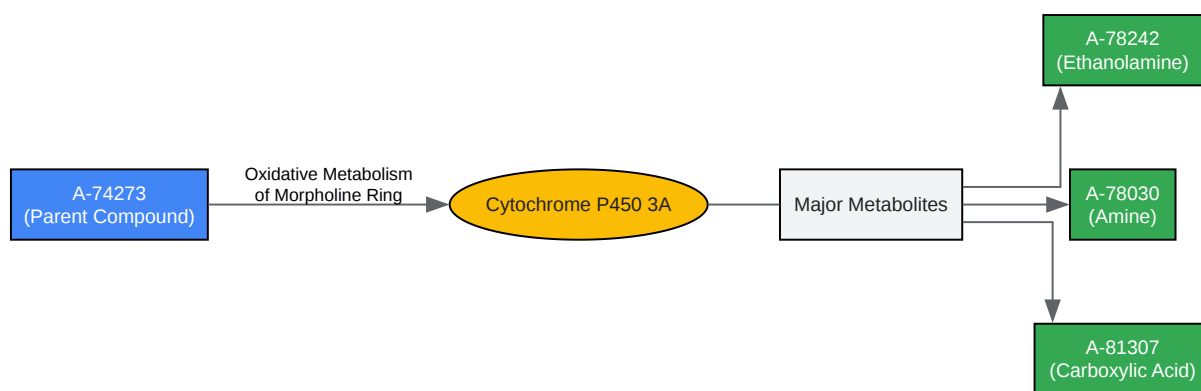 A-74273
(Parent Compound)
Oxidative Metabolism
of Morpholine Ring
Cytochrome P450 3A
Major Metabolites
A-78242
(Ethanolamine)
A-78030
(Amine)
A-81307
(Carboxylic Acid)